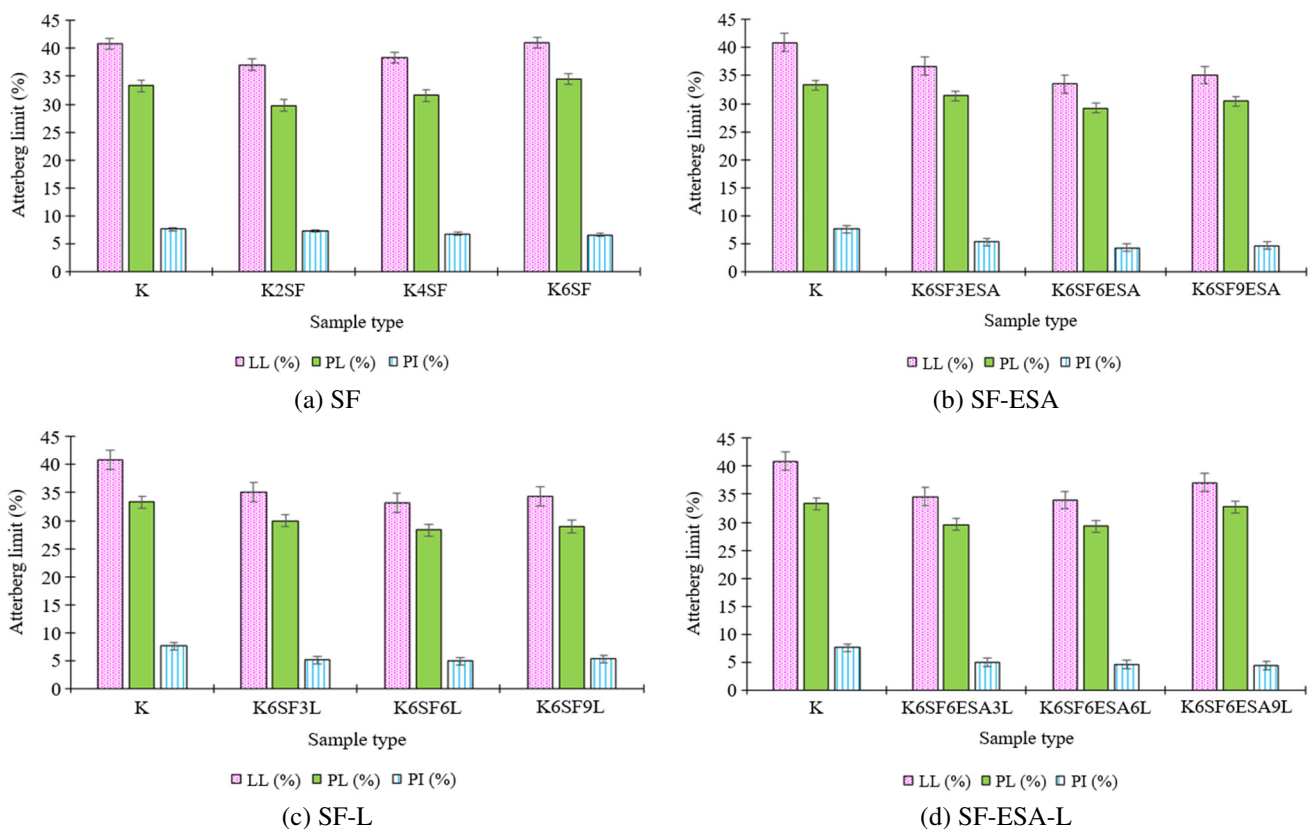 45
40
35
30
25
20
15
10
5
0
Atterberg limit (%)
K K2SF K4SF K6SF
Sample type
LL (%) PL (%) PI (%)
(a) SF
45
40
35
30
25
20
15
10
5
0
Atterberg limit (%)
K K6SF3ESA K6SF6ESA K6SF9ESA
Sample type
LL (%) PL (%) PI (%)
(b) SF-ESA
45
40
35
30
25
20
15
10
5
0
Atterberg limit (%)
K K6SF3L K6SF6L K6SF9L
Sample type
LL (%) PL (%) PI (%)
(c) SF-L
45
40
35
30
25
20
15
10
5
0
Atterberg limit (%)
K K6SF6ESA3L K6SF6ESA6L K6SF6ESA9L
Sample type
LL (%) PL (%) PI (%)
(d) SF-ESA-L